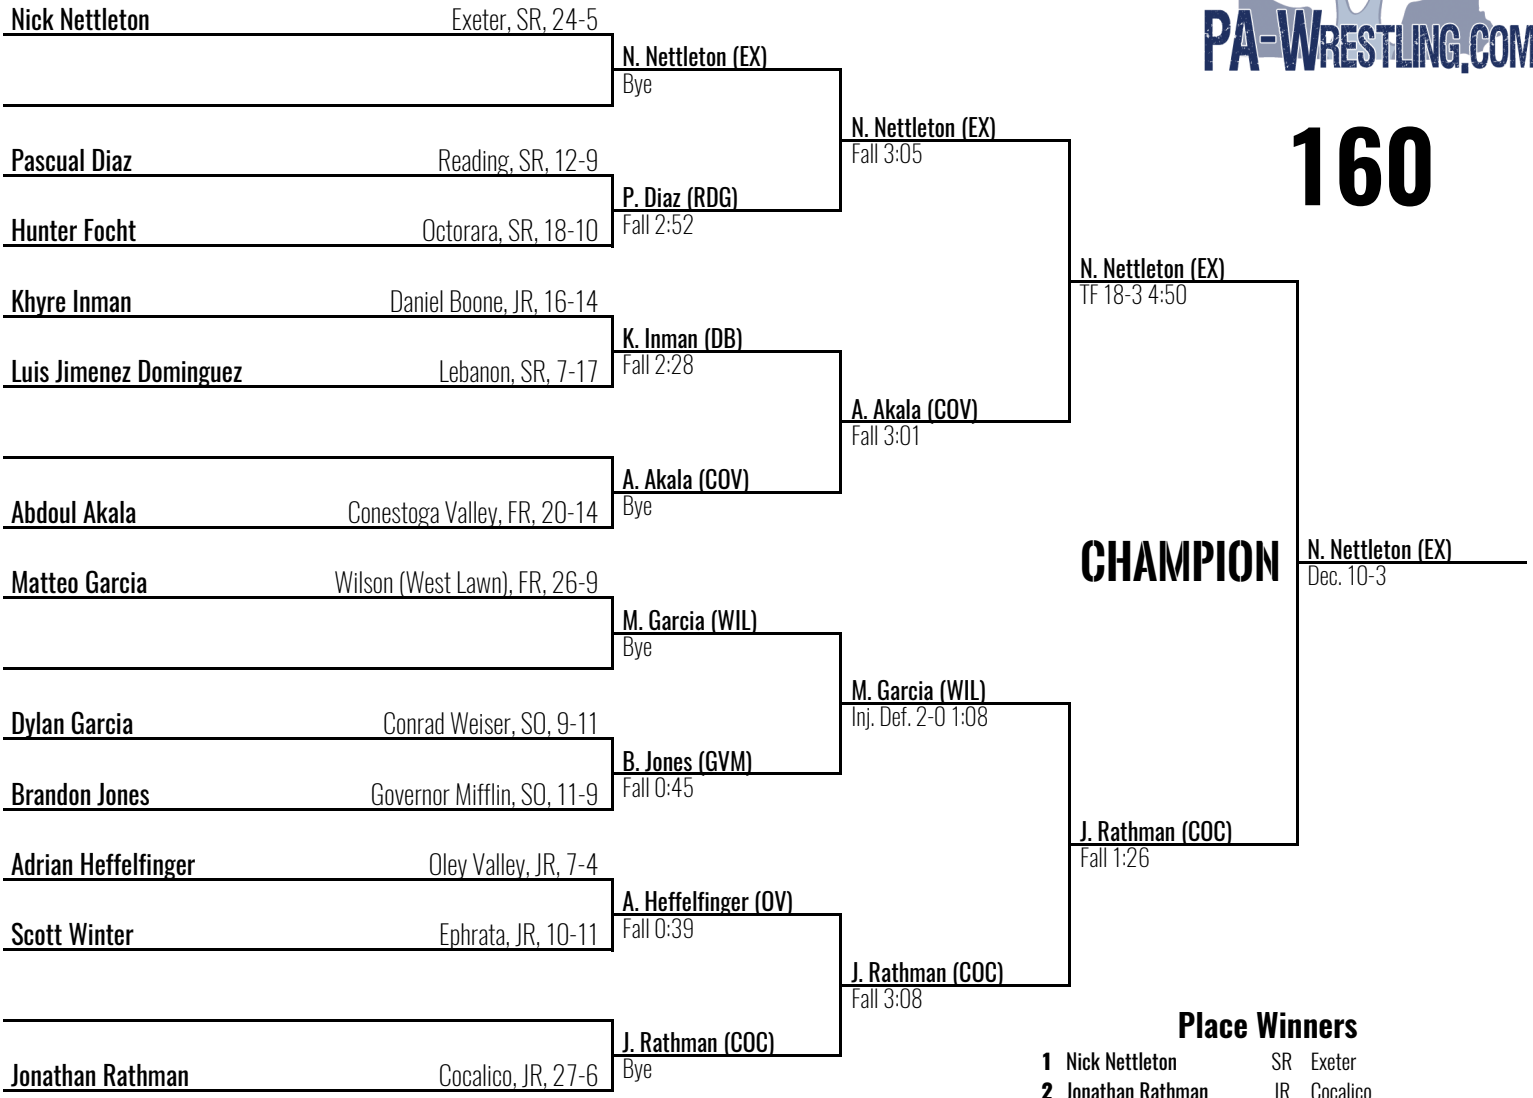 PA-WRESTLING.COM
160
Nick Nettleton Exeter, SR, 24-5
N. Nettleton (EX)
Bye
N. Nettleton (EX)
Fall 3:05
Pascual Diaz Reading, SR, 12-9
P. Diaz (RDG)
Fall 2:52
Hunter Focht Octorara, SR, 18-10
N. Nettleton (EX)
TF 18-3 4:50
Khyre Inman Daniel Boone, JR, 16-14
K. Inman (DB)
Fall 2:28
Luis Jimenez Dominguez Lebanon, SR, 7-17
A. Akala (COV)
Fall 3:01
A. Akala (COV)
Bye
Abdoul Akala Conestoga Valley, FR, 20-14
CHAMPION
N. Nettleton (EX)
Dec. 10-3
Matteo Garcia Wilson (West Lawn), FR, 26-9
M. Garcia (WIL)
Bye
M. Garcia (WIL)
Inj. Def. 2-0 1:08
Dylan Garcia Conrad Weiser, SO, 9-11
B. Jones (GVM)
Fall 0:45
Brandon Jones Governor Mifflin, SO, 11-9
J. Rathman (COC)
Fall 1:26
Adrian Heffelfinger Oley Valley, JR, 7-4
A. Heffelfinger (OV)
Fall 0:39
Scott Winter Ephrata, JR, 10-11
J. Rathman (COC)
Fall 3:08
J. Rathman (COC)
Bye
Jonathan Rathman Cocalico, JR, 27-6
Place Winners
1 Nick Nettleton SR Exeter
2 Jonathan Rathman JR Cocalico